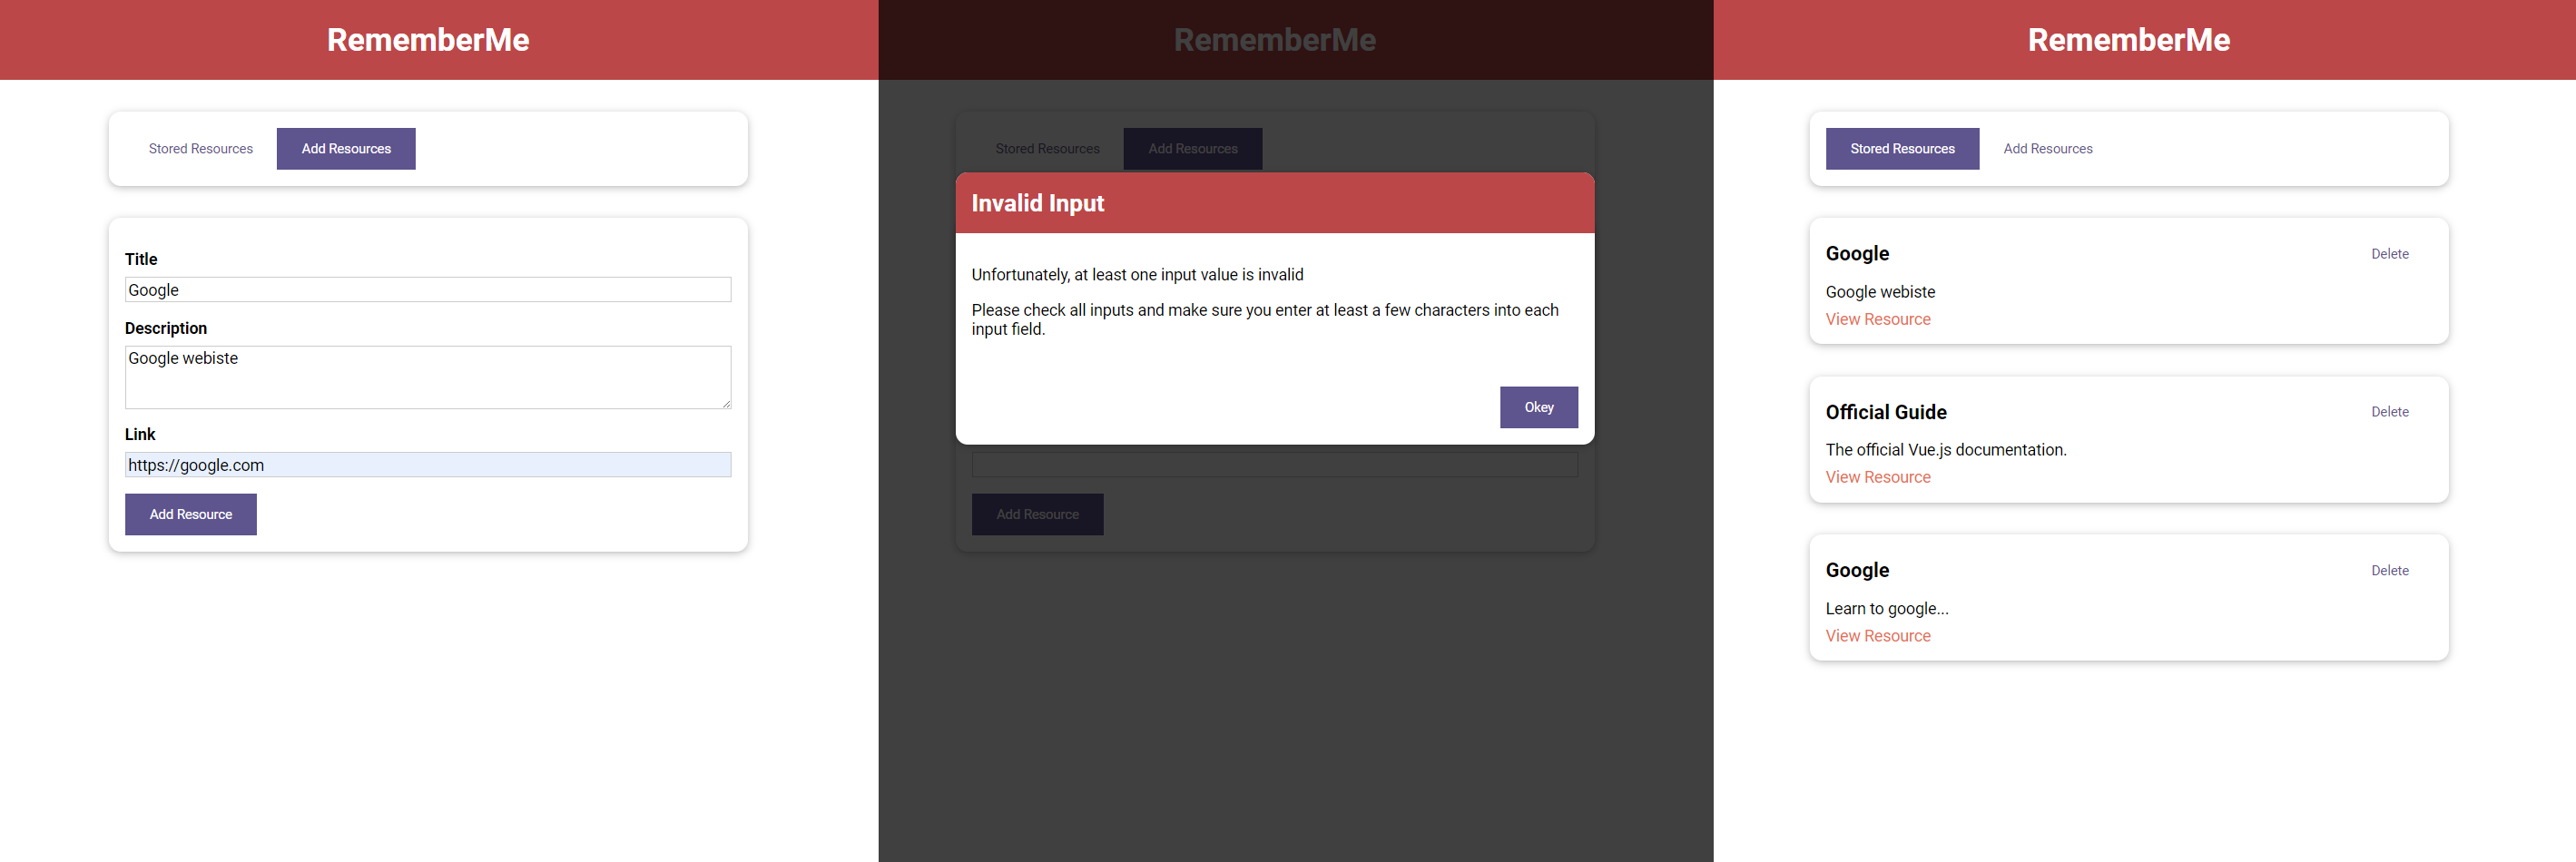 RememberMe
Stored Resources
Add Resources
Title
Google
Description
Google webiste
Link
https://google.com
Add Resource
RememberMe
Stored Resources
Add Resources
Invalid Input
Unfortunately, at least one input value is invalid
Please check all inputs and make sure you enter at least a few characters into each
input field.
Okey
Add Resource
RememberMe
Stored Resources
Add Resources
Google
Delete
Google webiste
View Resource
Official Guide
Delete
The official Vue.js documentation.
View Resource
Google
Delete
Learn to google...
View Resource